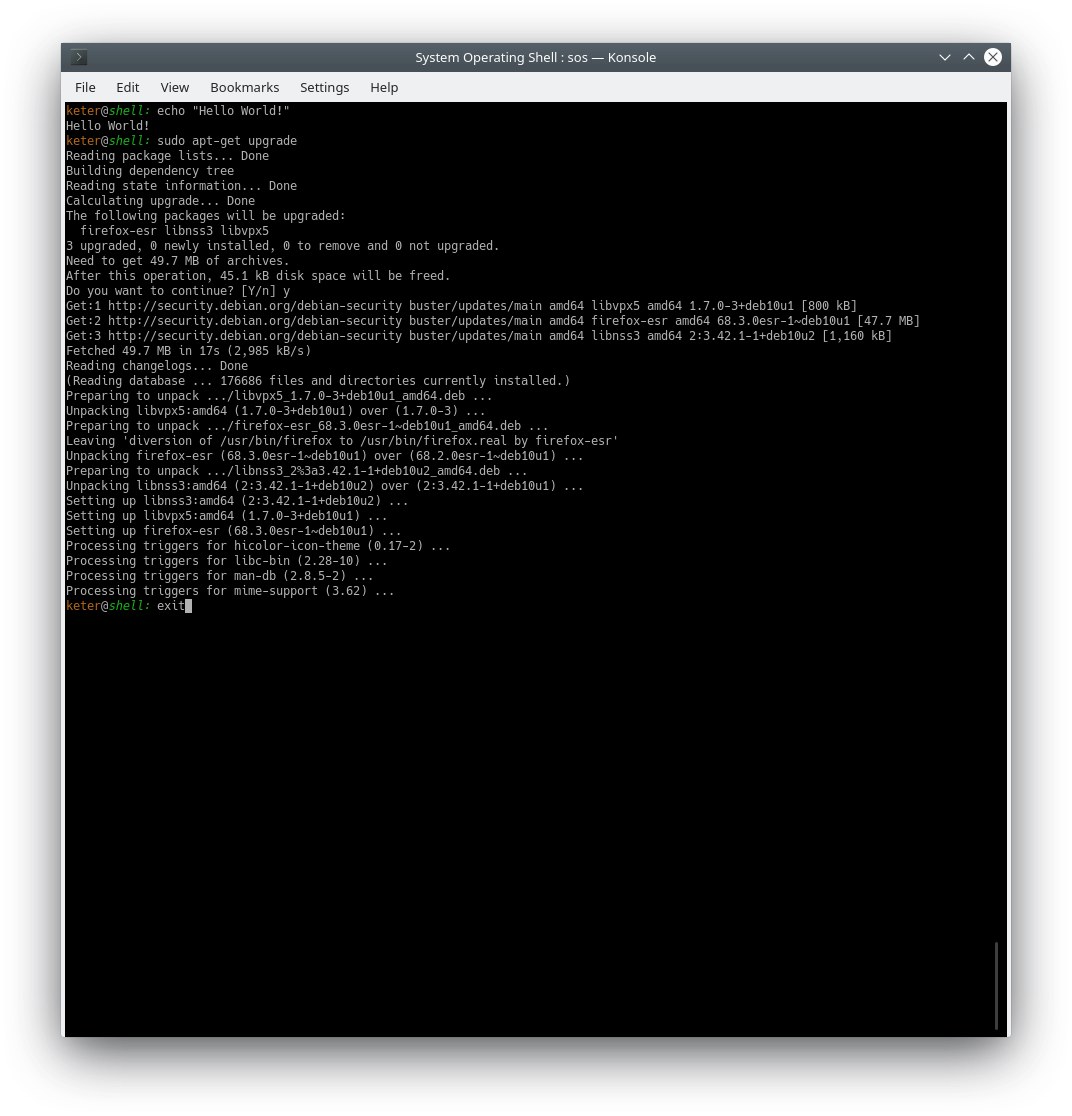 System Operating Shell : sos — Konsole
File Edit View Bookmarks Settings Help
keter@shell: echo "Hello World!"
Hello World!
keter@shell: sudo apt-get upgrade
Reading package lists... Done
Building dependency tree
Reading state information... Done
Calculating upgrade... Done
The following packages will be upgraded:
  firefox-esr libnss3 libvpx5
3 upgraded, 0 newly installed, 0 to remove and 0 not upgraded.
Need to get 49.7 MB of archives.
After this operation, 45.1 kB disk space will be freed.
Do you want to continue? [Y/n] y
Get:1 http://security.debian.org/debian-security buster/updates/main amd64 libvpx5 amd64 1.7.0-3+deb10u1 [800 kB]
Get:2 http://security.debian.org/debian-security buster/updates/main amd64 firefox-esr amd64 68.3.0esr-1~deb10u1 [47.7 MB]
Get:3 http://security.debian.org/debian-security buster/updates/main amd64 libnss3 amd64 2:3.42.1-1+deb10u2 [1,160 kB]
Fetched 49.7 MB in 17s (2,985 kB/s)
Reading changelogs... Done
(Reading database ... 176686 files and directories currently installed.)
Preparing to unpack .../libvpx5_1.7.0-3+deb10u1_amd64.deb ...
Unpacking libvpx5:amd64 (1.7.0-3+deb10u1) over (1.7.0-3) ...
Preparing to unpack .../firefox-esr_68.3.0esr-1~deb10u1_amd64.deb ...
Leaving 'diversion of /usr/bin/firefox to /usr/bin/firefox.real by firefox-esr'
Unpacking firefox-esr (68.3.0esr-1~deb10u1) over (68.2.0esr-1~deb10u1) ...
Preparing to unpack .../libnss3_2%3a3.42.1-1+deb10u2_amd64.deb ...
Unpacking libnss3:amd64 (2:3.42.1-1+deb10u2) over (2:3.42.1-1+deb10u1) ...
Setting up libnss3:amd64 (2:3.42.1-1+deb10u2) ...
Setting up libvpx5:amd64 (1.7.0-3+deb10u1) ...
Setting up firefox-esr (68.3.0esr-1~deb10u1) ...
Processing triggers for hicolor-icon-theme (0.17-2) ...
Processing triggers for libc-bin (2.28-10) ...
Processing triggers for man-db (2.8.5-2) ...
Processing triggers for mime-support (3.62) ...
keter@shell: exit